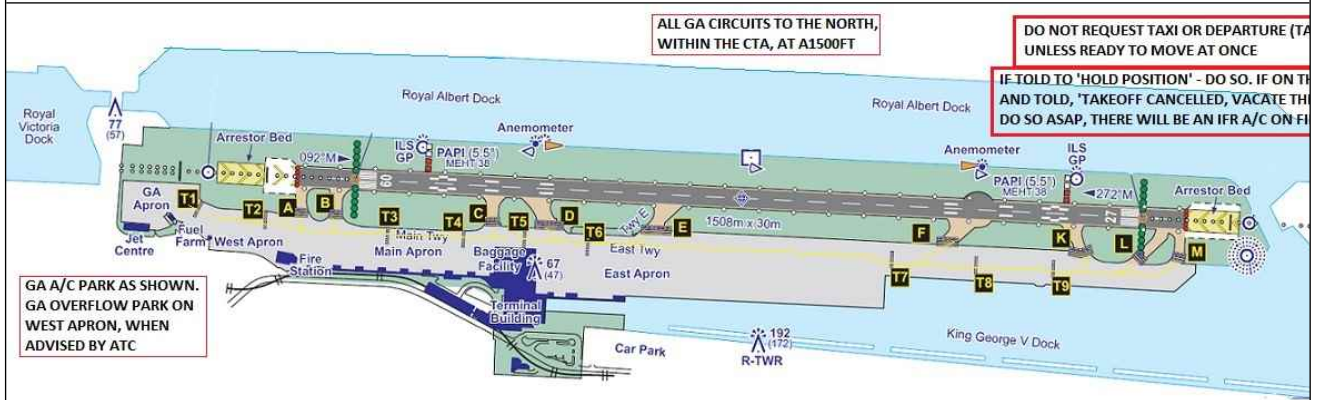 ALL GA CIRCUITS TO THE NORTH,
WITHIN THE CTA, AT A1500FT
DO NOT REQUEST TAXI OR DEPARTURE (TA
UNLESS READY TO MOVE AT ONCE
IF TOLD TO 'HOLD POSITION' - DO SO. IF ON TH
AND TOLD, 'TAKEOFF CANCELLED, VACATE THE
DO SO ASAP, THERE WILL BE AN IFR A/C ON FI
Royal
Victoria
Dock
77
(57)
Royal Albert Dock
Royal Albert Dock
Arrestor Bed
092°M
ILS
GP
PAPI (5.5°)
MEHT 38
Anemometer
Anemometer
PAPI (5.5°)
MEHT 38
ILS
GP
272°M
Arrestor Bed
09
27
1508m x 30m
GA
Apron
T1
T2
A
B
T3
T4
C
T5
D
T6
Twy E
E
F
K
L
M
T7
T8
T9
Jet
Centre
Fuel
Farm
West Apron
Main Twy
Main Apron
East Twy
East Apron
Fire
Station
Baggage
Facility
67
(47)
Terminal
Building
Car Park
192
(172)
R-TWR
King George V Dock
GA A/C PARK AS SHOWN.
GA OVERFLOW PARK ON
WEST APRON, WHEN
ADVISED BY ATC